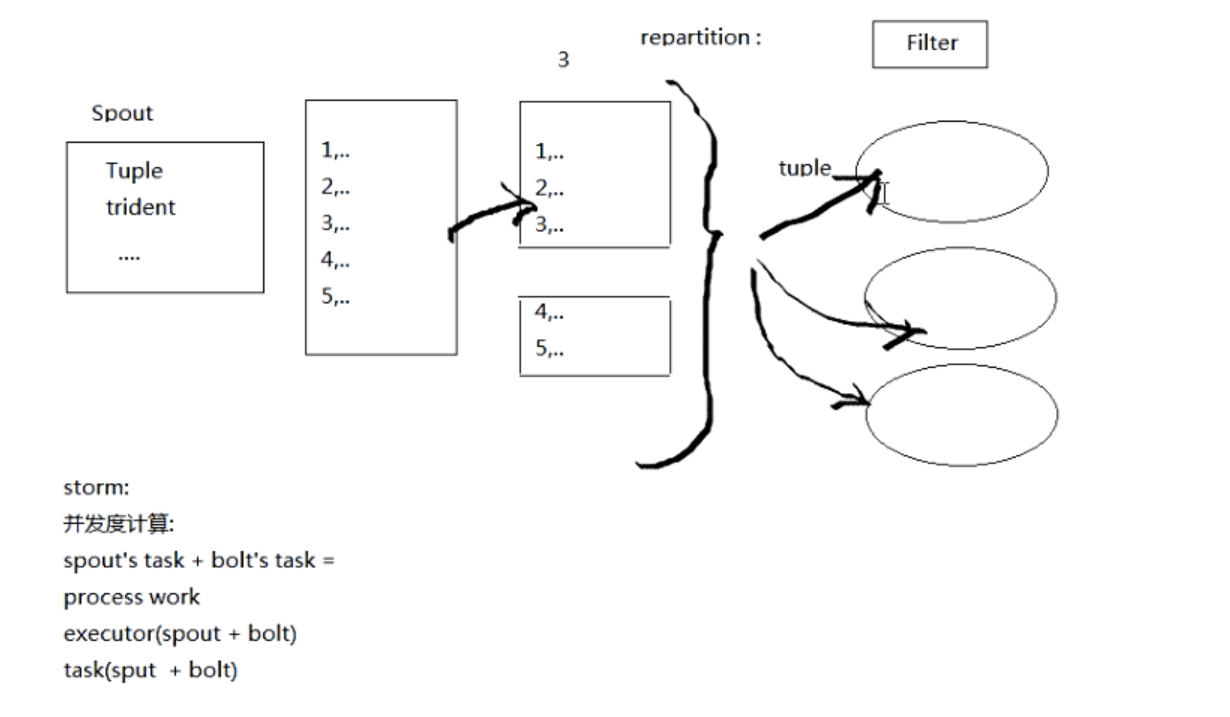 repartition :
Filter
3
Spout
Tuple
trident
....
1,..
2,..
3,..
4,..
5,..
1,..
2,..
3,..
4,..
5,..
tuple
storm:
并发度计算:
spout's task + bolt's task =
process work
executor(spout + bolt)
task(sput + bolt)